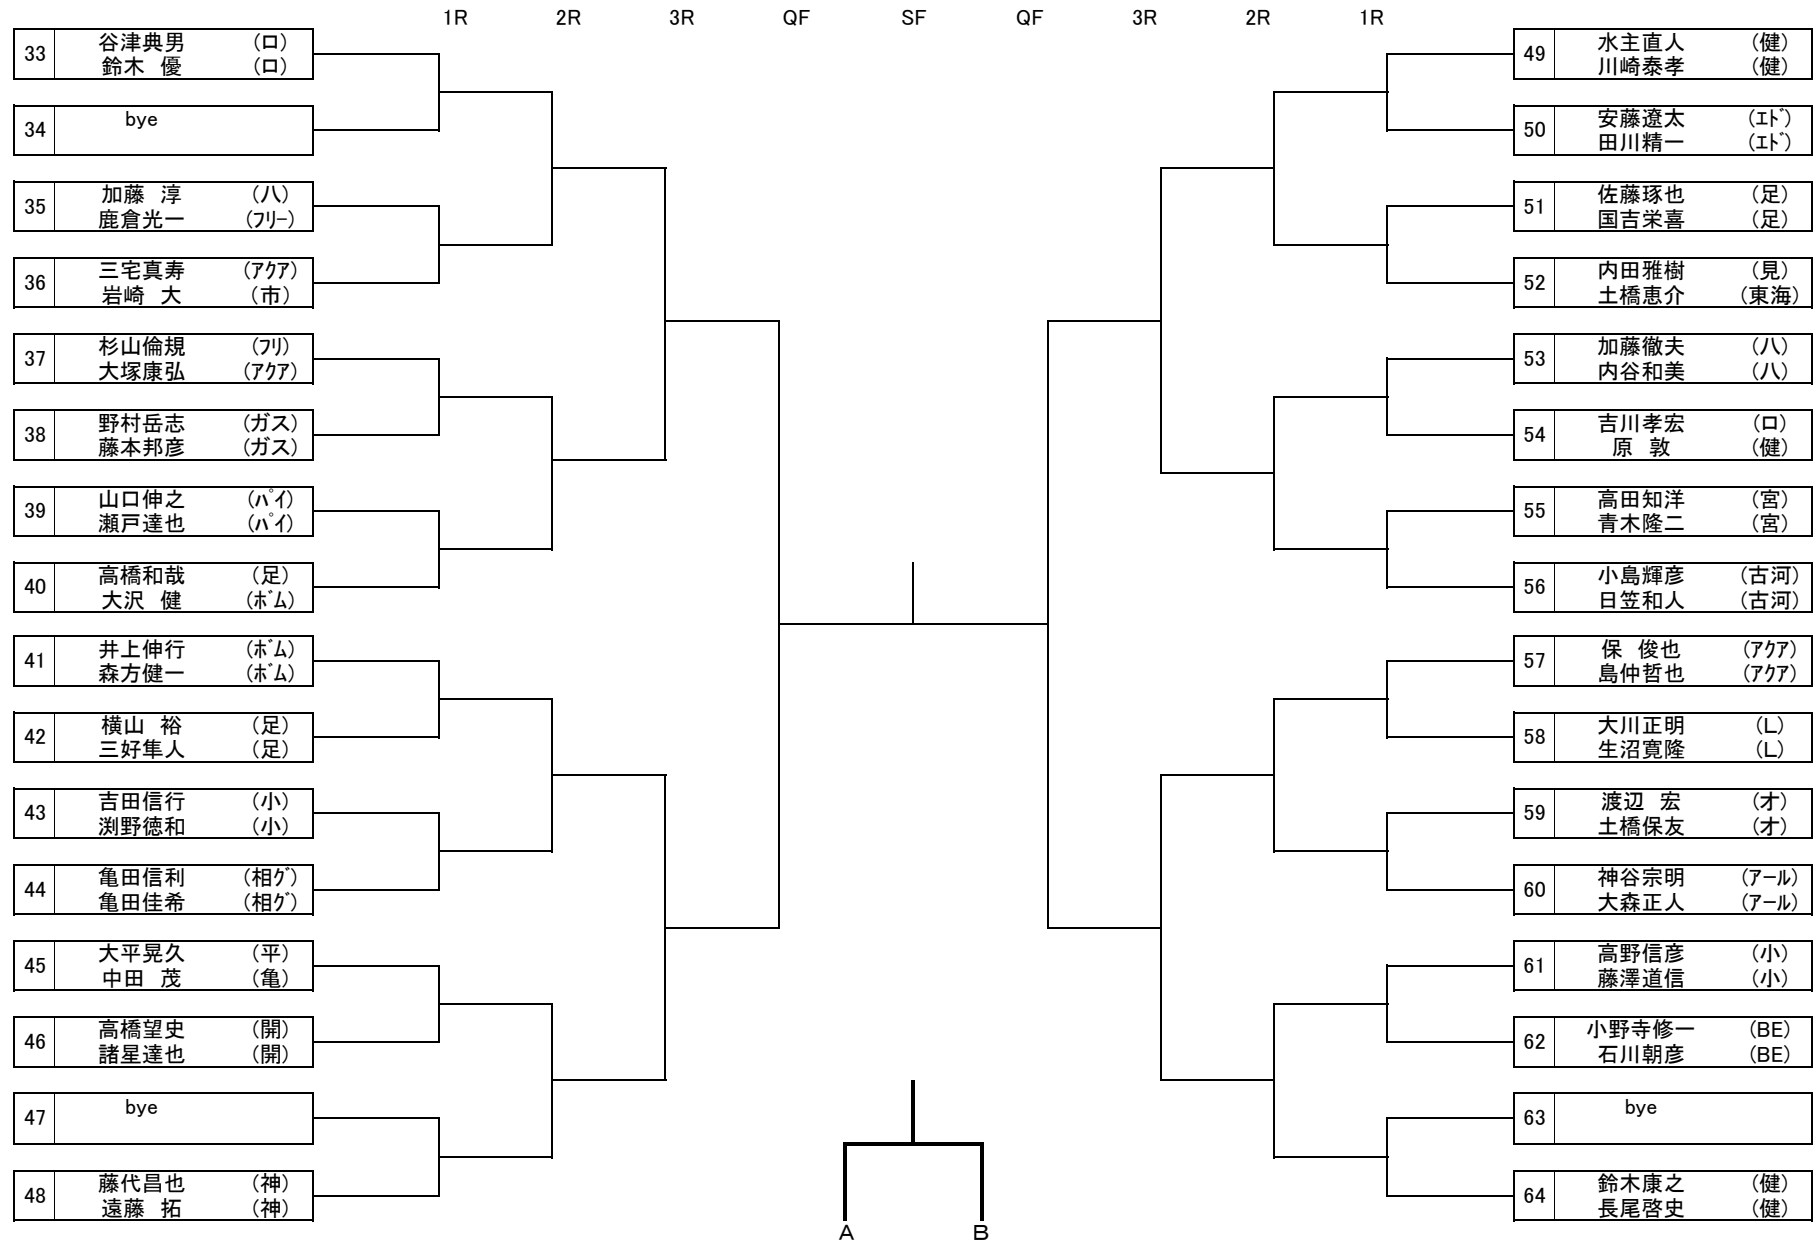 1R 2R 3R QF SF QF 3R 2R 1R
33 谷津典男 (ロ)
鈴木 優 (ロ)
34 bye
35 加藤 淳 (八)
鹿倉光一 (フリー)
36 三宅真寿 (アクア)
岩崎 大 (市)
37 杉山倫規 (フリ)
大塚康弘 (アクア)
38 野村岳志 (ガス)
藤本邦彦 (ガス)
39 山口伸之 (パイ)
瀬戸達也 (パイ)
40 高橋和哉 (足)
大沢 健 (ボム)
41 井上伸行 (ボム)
森方健一 (ボム)
42 横山 裕 (足)
三好隼人 (足)
43 吉田信行 (小)
渕野徳和 (小)
44 亀田信利 (相グ)
亀田佳希 (相グ)
45 大平晃久 (平)
中田 茂 (亀)
46 高橋望史 (開)
諸星達也 (開)
47 bye
48 藤代昌也 (神)
遠藤 拓 (神)
49 水主直人 (健)
川崎泰孝 (健)
50 安藤遼太 (エド)
田川精一 (エド)
51 佐藤琢也 (足)
国吉栄喜 (足)
52 内田雅樹 (見)
土橋恵介 (東海)
53 加藤徹夫 (八)
内谷和美 (八)
54 吉川孝宏 (ロ)
原 敦 (健)
55 高田知洋 (宮)
青木隆二 (宮)
56 小島輝彦 (古河)
日笠和人 (古河)
57 保 俊也 (アクア)
島仲哲也 (アクア)
58 大川正明 (L)
生沼寛隆 (L)
59 渡辺 宏 (才)
土橋保友 (才)
60 神谷宗明 (アール)
大森正人 (アール)
61 高野信彦 (小)
藤澤道信 (小)
62 小野寺修一 (BE)
石川朝彦 (BE)
63 bye
64 鈴木康之 (健)
長尾啓史 (健)
A B